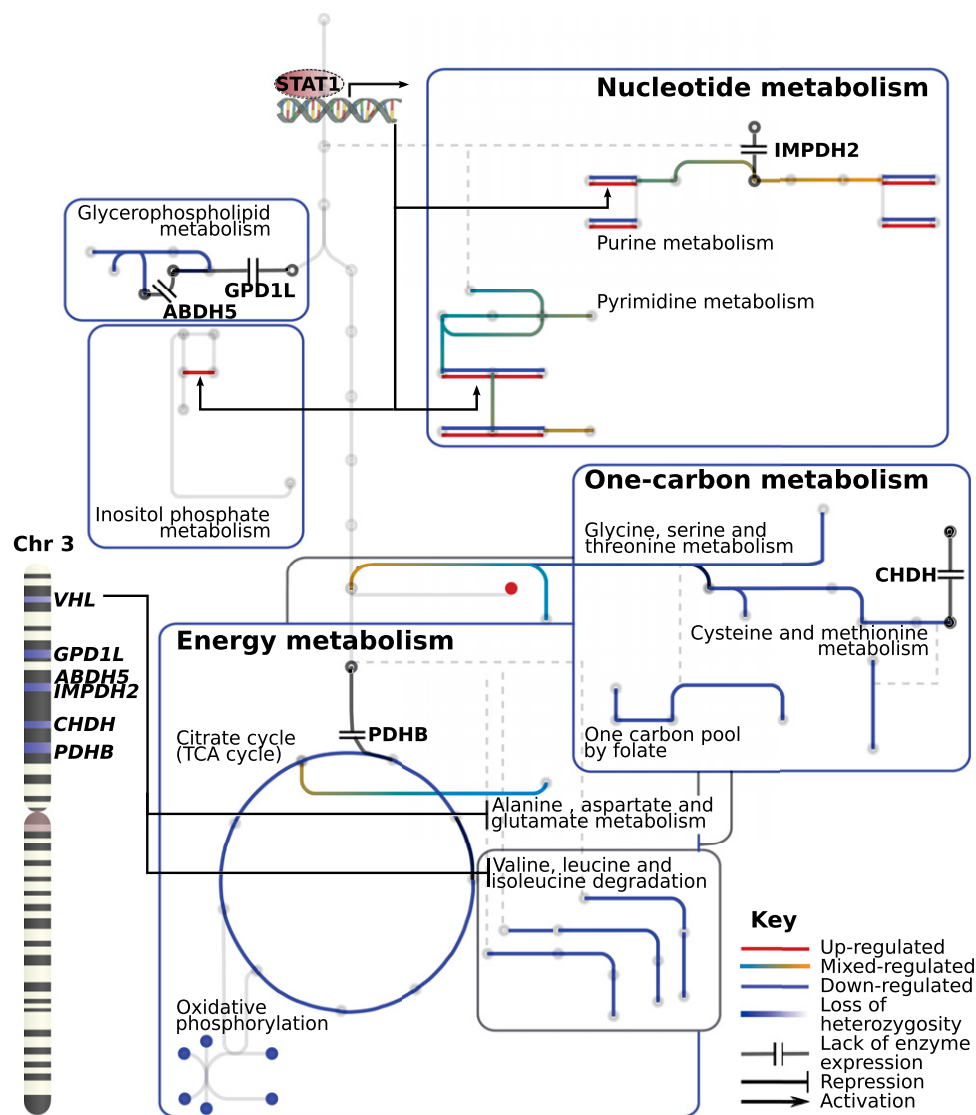 STAT1
Nucleotide metabolism
IMPDH2
Purine metabolism
Pyrimidine metabolism
Glycerophospholipid
metabolism
GPD1L
ABDH5
Inositol phosphate
metabolism
One-carbon metabolism
Glycine, serine and
threonine metabolism
CHDH
Cysteine and methionine
metabolism
One carbon pool
by folate
Chr 3
VHL
GPD1L
ABDH5
IMPDH2
CHDH
PDHB
Energy metabolism
PDHB
Citrate cycle
(TCA cycle)
Alanine , aspartate and
glutamate metabolism
Valine, leucine and
isoleucine degradation
Oxidative
phosphorylation
Key
Up-regulated
Mixed-regulated
Down-regulated
Loss of
heterozygosity
Lack of enzyme
expression
Repression
Activation